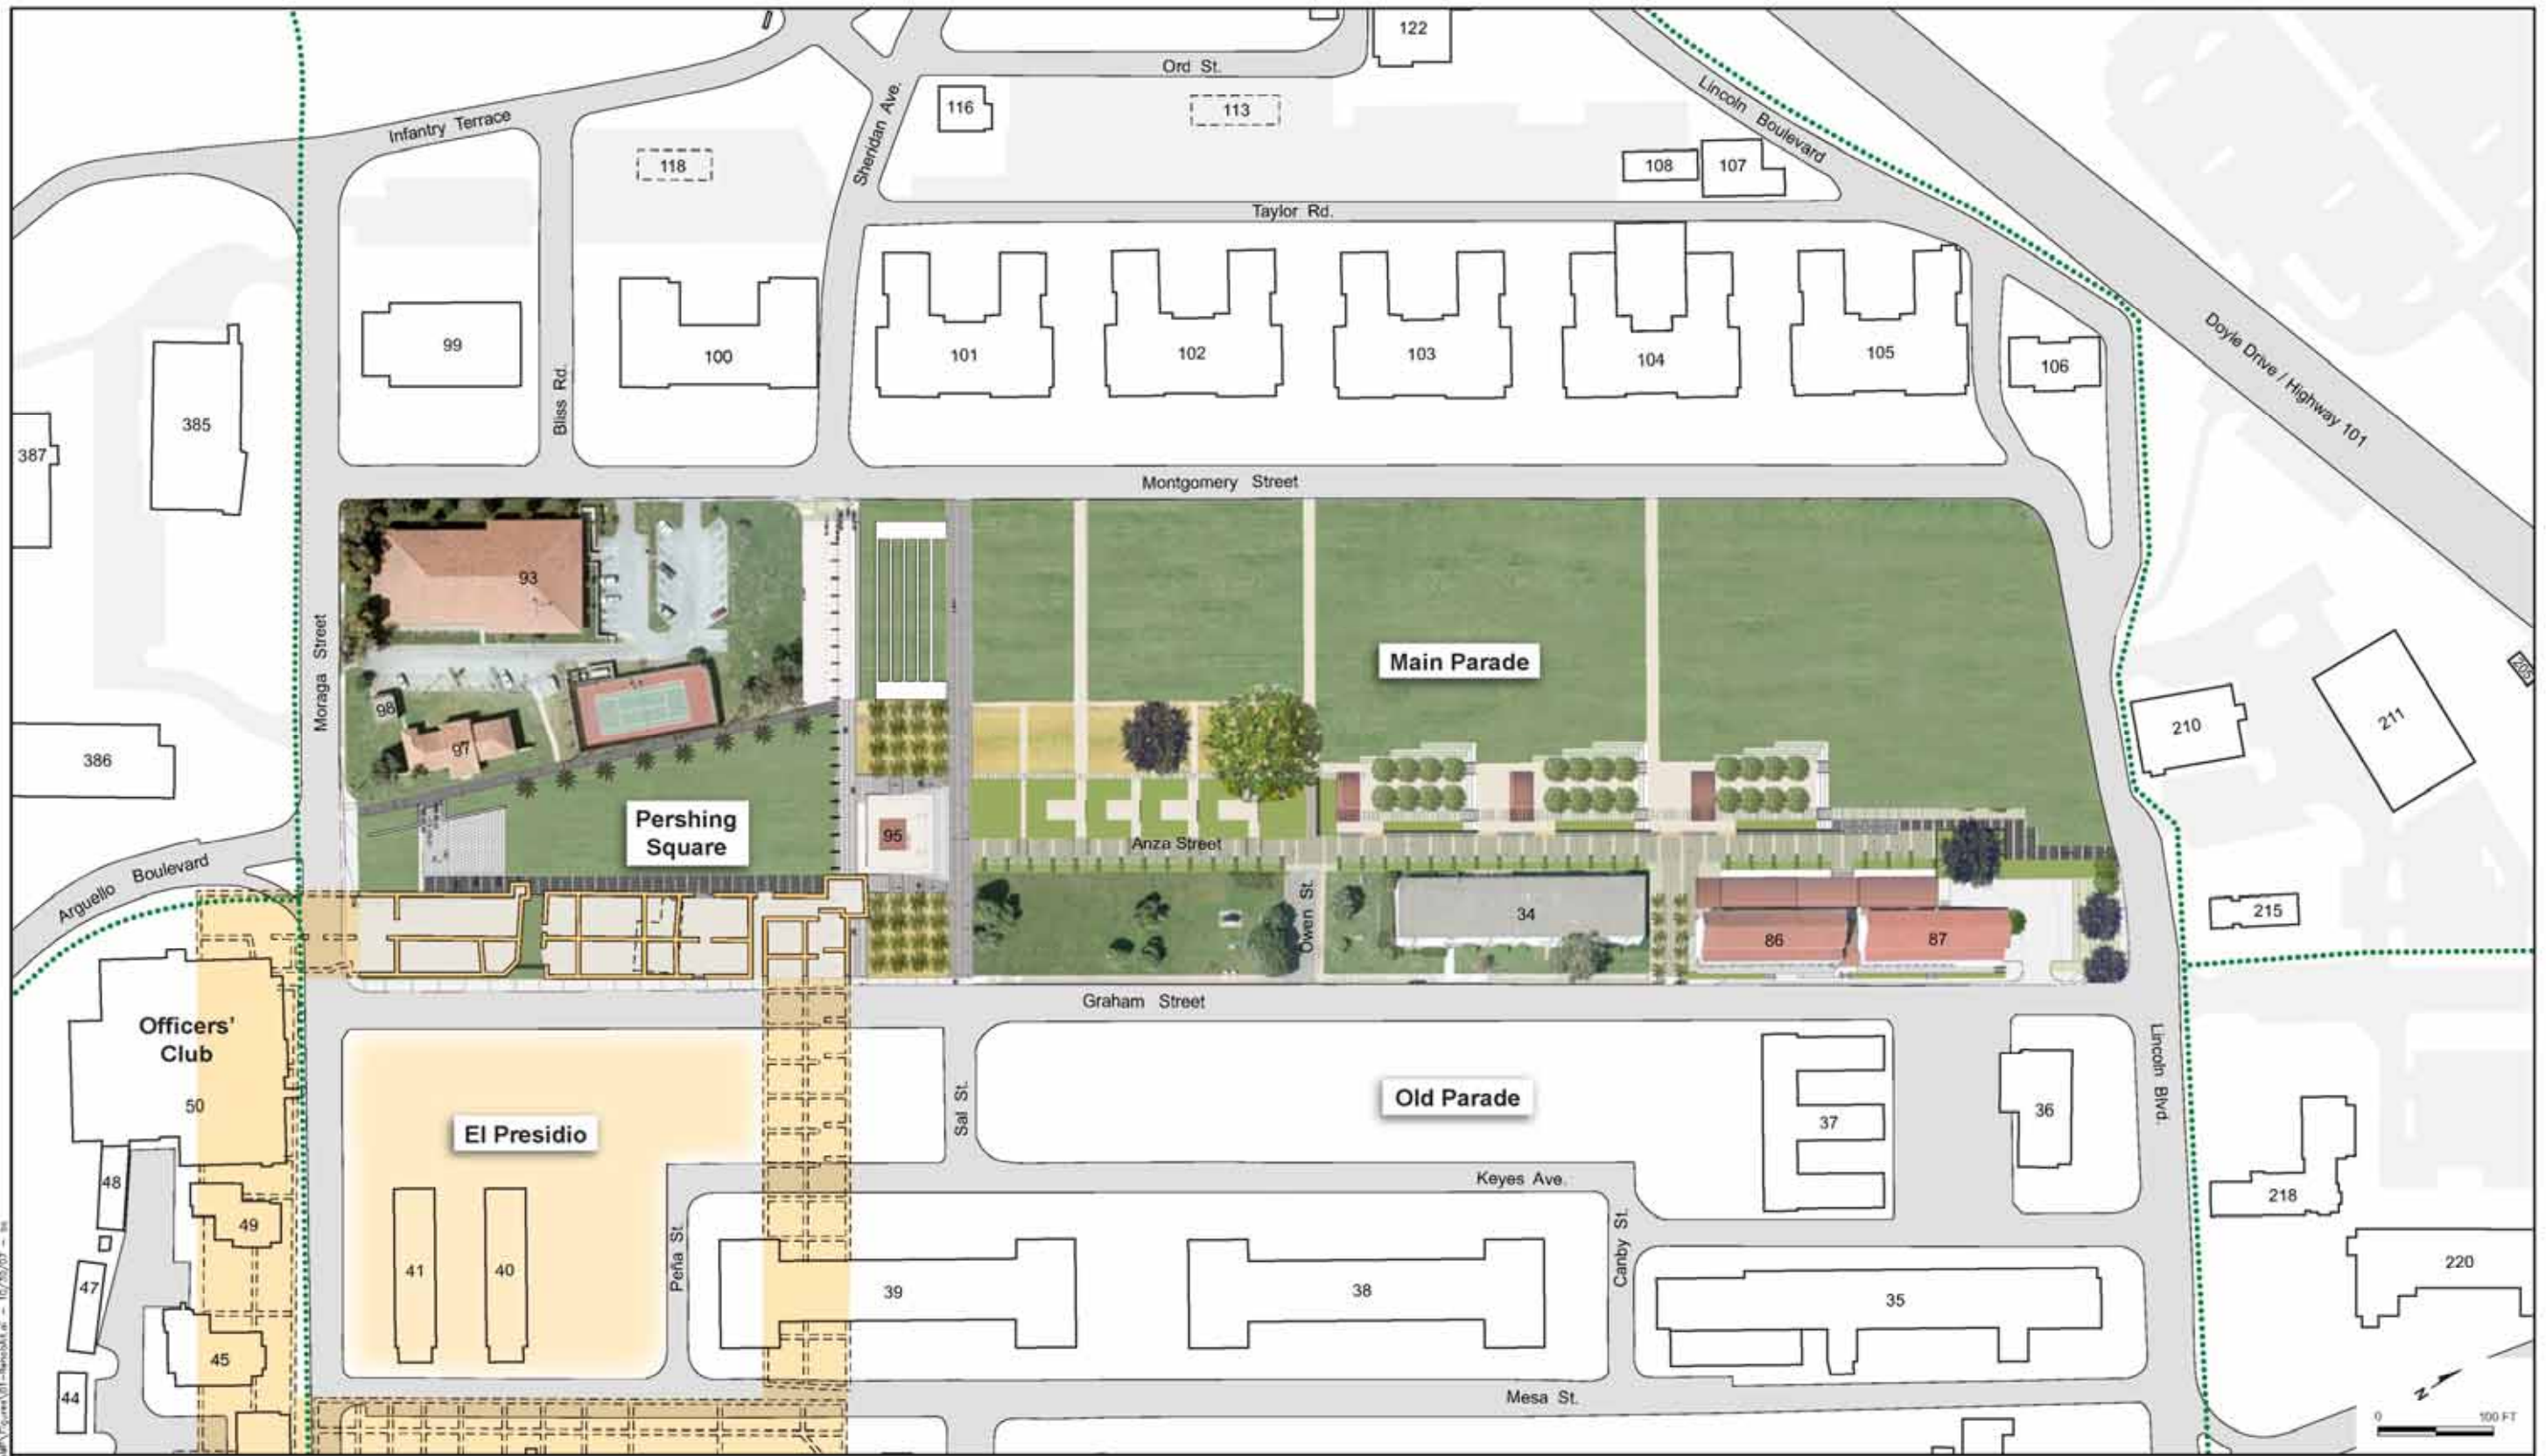 122
Ord St.
116
113
Lincoln Boulevard
Infantry Terrace
Sheridan Ave.
118
108
107
Taylor Rd.
99
100
101
102
103
104
105
106
Bliss Rd.
Doyle Drive / Highway 101
385
387
Montgomery Street
93
Moraga Street
Main Parade
205
98
97
210
211
386
Pershing
Square
95
Anza Street
Arguello Boulevard
Owen St.
34
86
87
215
Graham Street
Officers'
Club
50
El Presidio
Sal St.
Old Parade
37
36
Lincoln Blvd.
48
49
Keyes Ave.
218
Peña St.
Canby St.
47
41
40
39
38
35
220
45
44
Mesa St.
N
0
100 FT